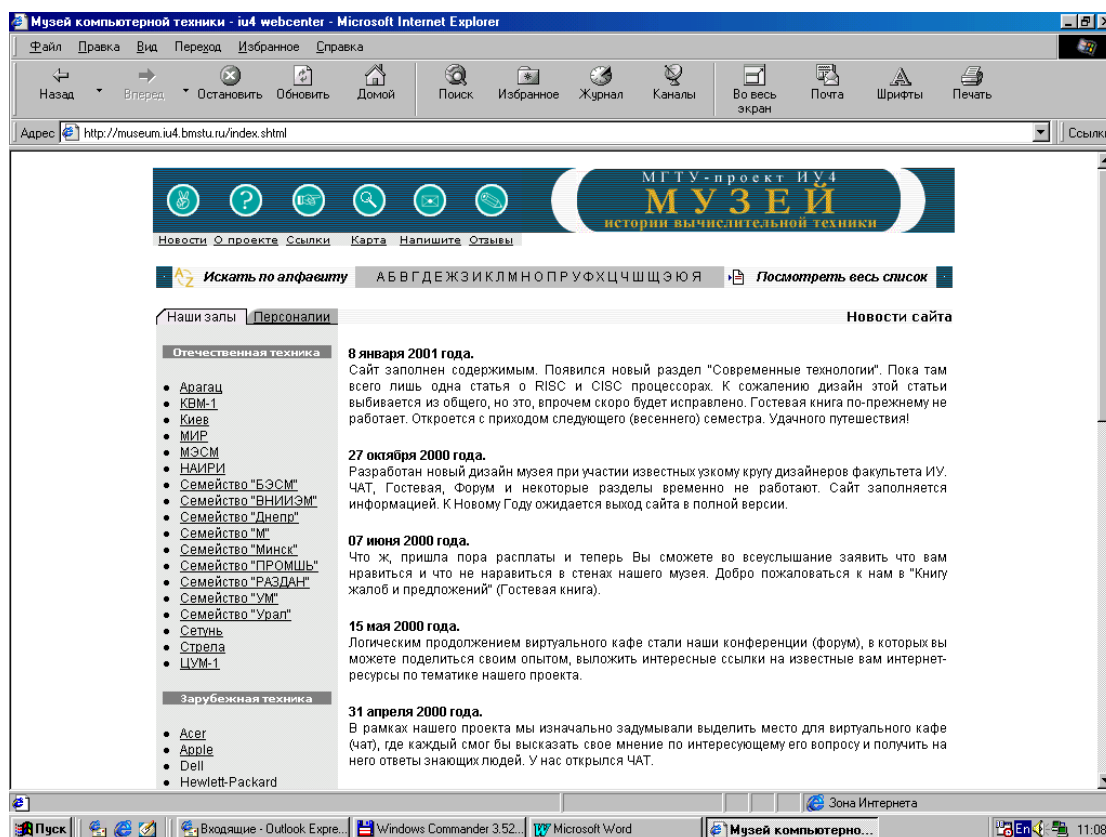 Музей компьютерной техники - iu4 webcenter - Microsoft Internet Explorer
Файл Правка Вид Переход Избранное Справка
Назад Вперед Остановить Обновить Домой Поиск Избранное Журнал Каналы Во весь экран Почта Шрифты Печать
Адрес http://museum.iu4.bmstu.ru/index.shtml Ссылки
МГТУ-проект ИУ4
МУЗЕЙ
истории вычислительной техники
Новости О проекте Ссылки Карта Напишите Отзывы
Искать по алфавиту А Б В Г Д Е Ж З И К Л М Н О П Р У Ф Х Ц Ч Ш Щ Э Ю Я Посмотреть весь список
Наши залы Персоналии
Новости сайта
Отечественная техника
Арагац
КВМ-1
Киев
МИР
МЭСМ
НАИРИ
Семейство "БЭСМ"
Семейство "ВНИИЭМ"
Семейство "Днепр"
Семейство "М"
Семейство "Минск"
Семейство "ПРОМІНЬ"
Семейство "РАЗДАН"
Семейство "УМ"
Семейство "Урал"
Сетунь
Стрела
ЦУМ-1
Зарубежная техника
Acer
Apple
Dell
Hewlett-Packard
8 января 2001 года.
Сайт заполнен содержимым. Появился новый раздел "Современные технологии". Пока там
всего лишь одна статья о RISC и CISC процессорах. К сожалению дизайн этой статьи
выбивается из общего, но это, впрочем скоро будет исправлено. Гостевая книга по-прежнему не
работает. Откроется с приходом следующего (весеннего) семестра. Удачного путешествия!
27 октября 2000 года.
Разработан новый дизайн музея при участии известных узкому кругу дизайнеров факультета ИУ.
ЧАТ, Гостевая, Форум и некоторые разделы временно не работают. Сайт заполняется
информацией. К Новому Году ожидается выход сайта в полной версии.
07 июня 2000 года.
Что ж, пришла пора расплаты и теперь Вы сможете во всеуслышание заявить что вам
нравиться и что не наравиться в стенах нашего музея. Добро пожаловаться к нам в "Книгу
жалоб и предложений" (Гостевая книга).
15 мая 2000 года.
Логическим продолжением виртуального кафе стали наши конференции (форум), в которых вы
можете поделиться своим опытом, выложить интересные ссылки на известные вам интернет-
ресурсы по тематике нашего проекта.
31 апреля 2000 года.
В рамках нашего проекта мы изначально задумывали выделить место для виртуального кафе
(чат), где каждый смог бы высказать свое мнение по интересующему его вопросу и получить на
него ответы знающих людей. У нас открылся ЧАТ.
Зона Интернета
Пуск Входящие - Outlook Expre... Windows Commander 3.52... Microsoft Word Музей компьютерно... En 11:08